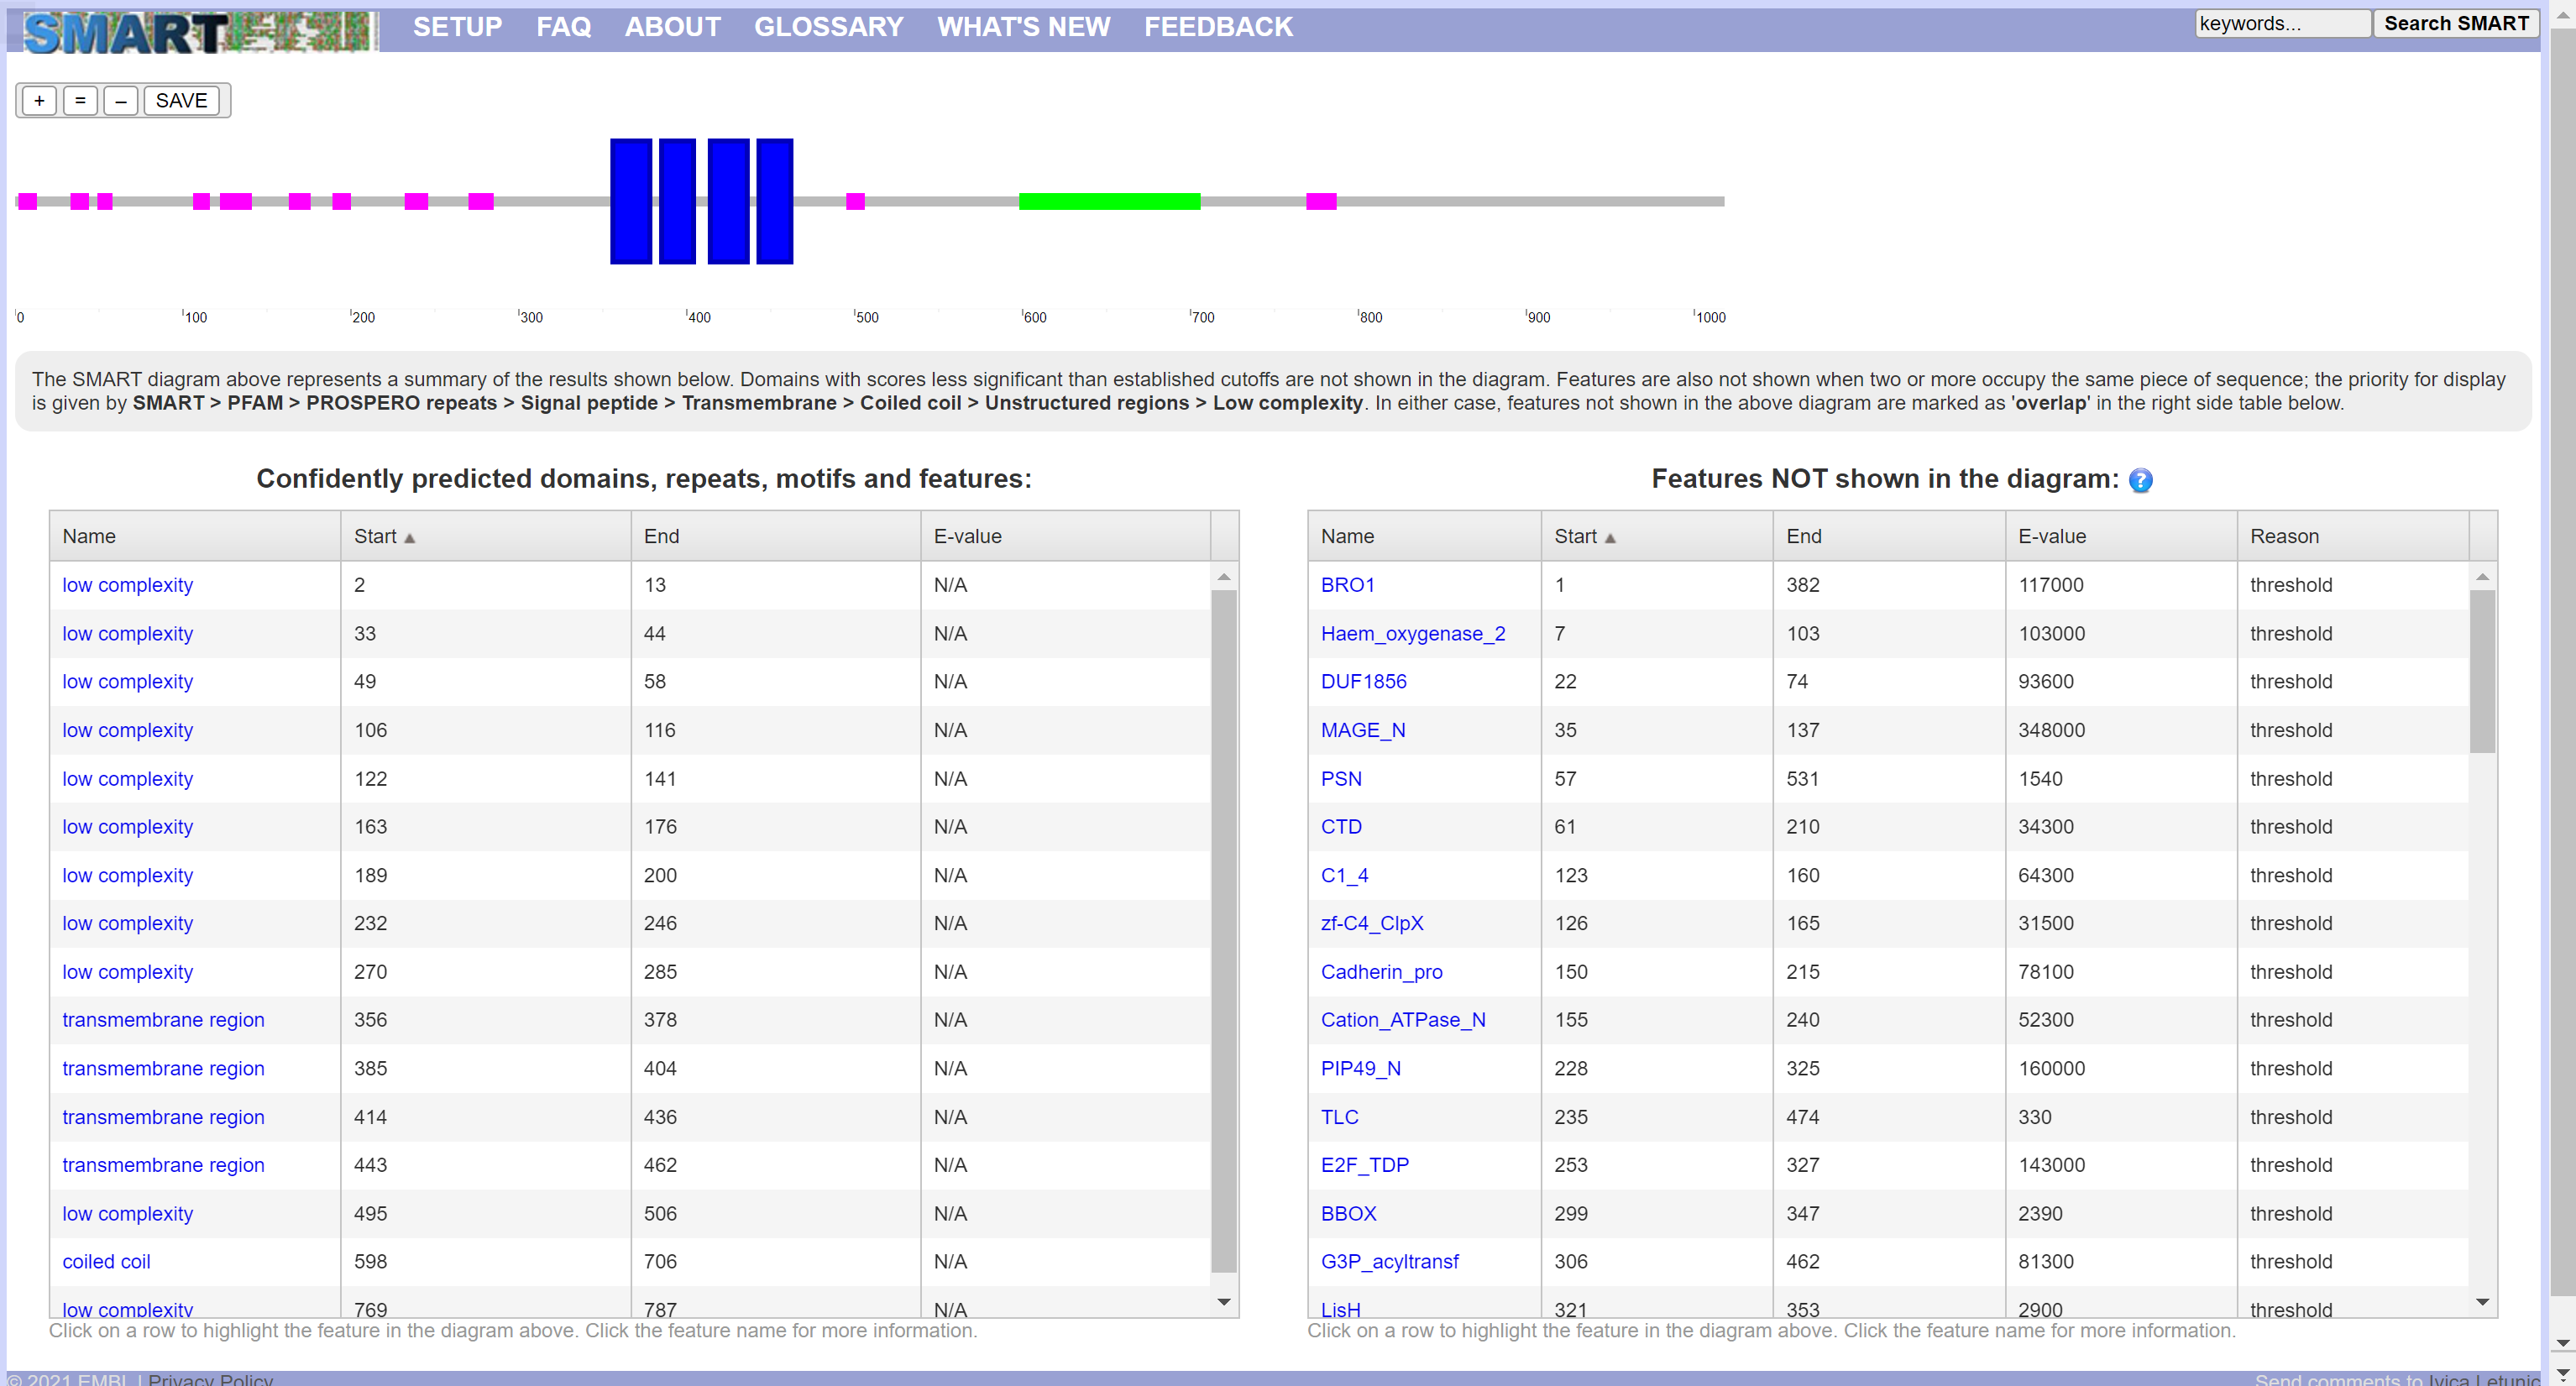 SMART
SETUP FAQ ABOUT GLOSSARY WHAT'S NEW FEEDBACK
keywords... Search SMART
+ = – SAVE
0 100 200 300 400 500 600 700 800 900 1000
The SMART diagram above represents a summary of the results shown below. Domains with scores less significant than established cutoffs are not shown in the diagram. Features are also not shown when two or more occupy the same piece of sequence; the priority for display
is given by SMART > PFAM > PROSPERO repeats > Signal peptide > Transmembrane > Coiled coil > Unstructured regions > Low complexity. In either case, features not shown in the above diagram are marked as 'overlap' in the right side table below.
Confidently predicted domains, repeats, motifs and features:
Name Start ▲ End E-value
low complexity 2 13 N/A
low complexity 33 44 N/A
low complexity 49 58 N/A
low complexity 106 116 N/A
low complexity 122 141 N/A
low complexity 163 176 N/A
low complexity 189 200 N/A
low complexity 232 246 N/A
low complexity 270 285 N/A
transmembrane region 356 378 N/A
transmembrane region 385 404 N/A
transmembrane region 414 436 N/A
transmembrane region 443 462 N/A
low complexity 495 506 N/A
coiled coil 598 706 N/A
low complexity 769 787 N/A
Click on a row to highlight the feature in the diagram above. Click the feature name for more information.
Features NOT shown in the diagram: ?
Name Start ▲ End E-value Reason
BRO1 1 382 117000 threshold
Haem_oxygenase_2 7 103 103000 threshold
DUF1856 22 74 93600 threshold
MAGE_N 35 137 348000 threshold
PSN 57 531 1540 threshold
CTD 61 210 34300 threshold
C1_4 123 160 64300 threshold
zf-C4_ClpX 126 165 31500 threshold
Cadherin_pro 150 215 78100 threshold
Cation_ATPase_N 155 240 52300 threshold
PIP49_N 228 325 160000 threshold
TLC 235 474 330 threshold
E2F_TDP 253 327 143000 threshold
BBOX 299 347 2390 threshold
G3P_acyltransf 306 462 81300 threshold
LisH 321 353 2900 threshold
Click on a row to highlight the feature in the diagram above. Click the feature name for more information.
© 2021 EMBL | Privacy Policy
Send comments to Ivica Letunic